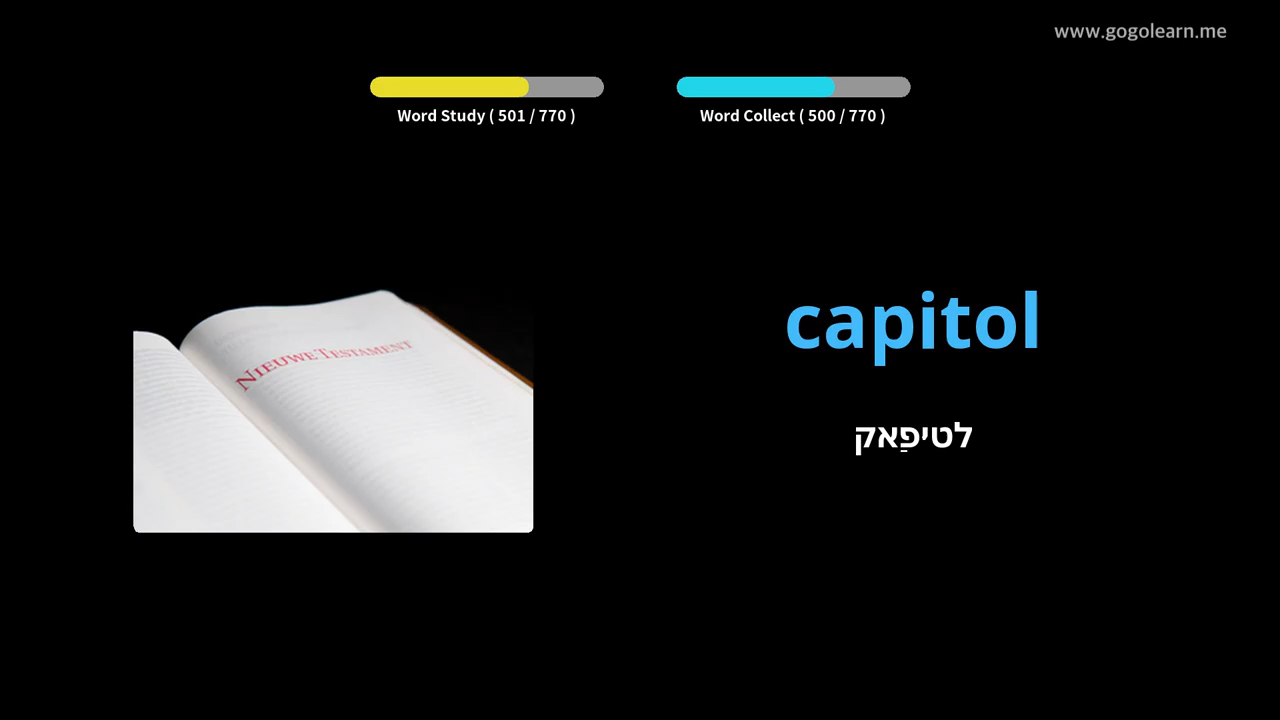 www.gogolearn.me
Word Study ( 501 / 770 )
Word Collect ( 500 / 770 )
NIEUWE TESTAMENT
capitol
לטיפַאק